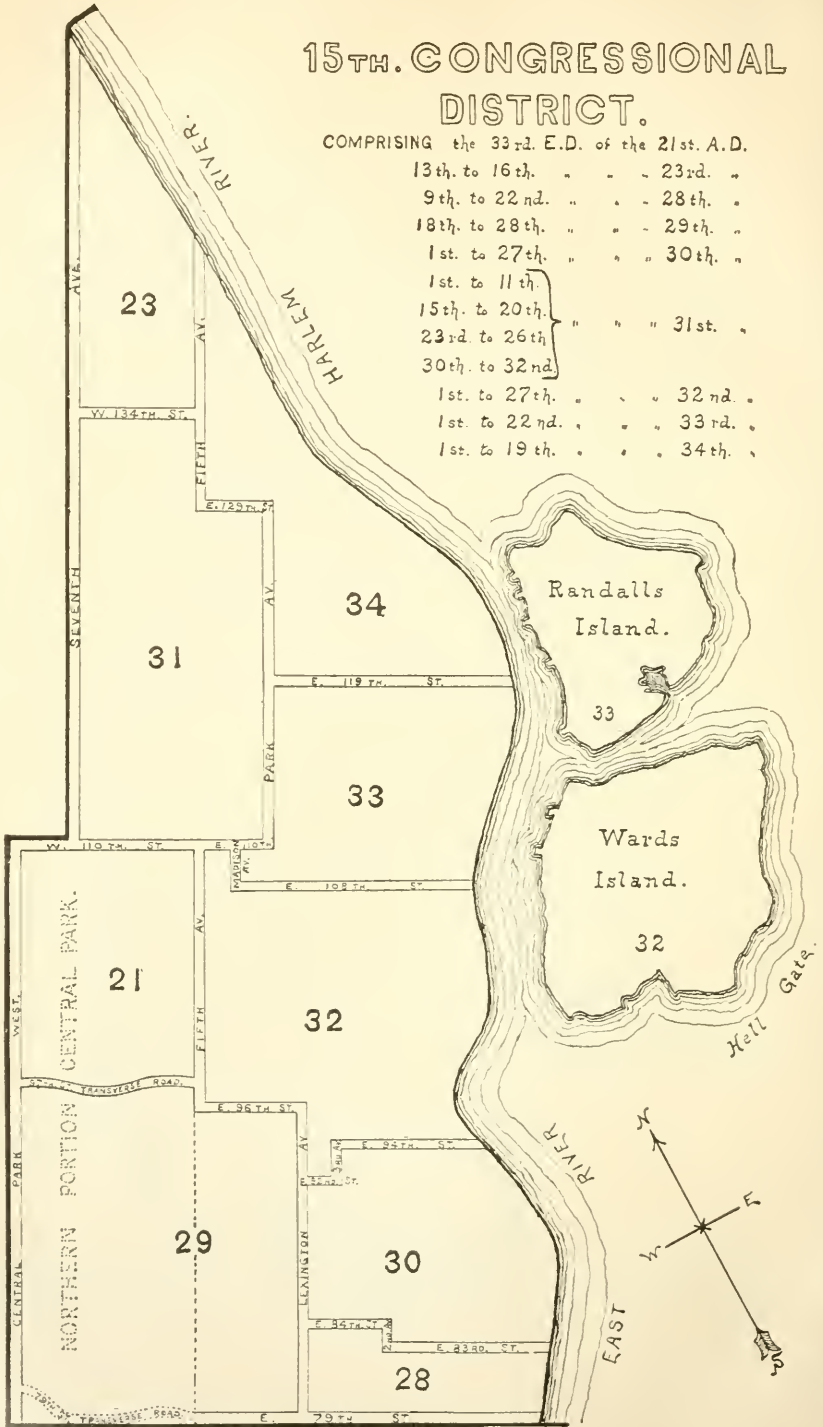 15TH. CONGRESSIONAL
DISTRICT.
COMPRISING the 33rd. E.D. of the 21st. A.D.
13th. to 16th. „ „ „ 23rd. „
9th. to 22nd. „ „ „ 28th. „
18th. to 28th. „ „ „ 29th. „
1st. to 27th. „ „ „ 30th. „
1st. to 11th.
15th. to 20th.
23rd. to 26th
30th. to 32nd
„ „ „ 31st. „
1st. to 27th. „ „ „ 32nd. „
1st. to 22nd. „ „ „ 33rd. „
1st. to 19th. „ „ „ 34th. „
HARLEM RIVER.
AVE.
23
AV.
W. 134TH. ST.
FIFTH
E. 129TH. ST.
SEVENTH
AV.
34
31
E. 119TH. ST.
PARK
33
Randalls
Island.
33
W. 110TH. ST.
E. 110TH
MADISON
AV.
E. 108TH. ST.
Wards
Island.
32
Hell Gate.
WEST.
21
AV.
FIFTH
32
NORTHERN PORTION CENTRAL PARK.
TRANSVERSE ROAD.
E. 96TH ST.
AV
E. 94TH. ST.
3RD AV
E. 92ND. ST.
PARK
CENTRAL
29
LEXINGTON
30
E. 84TH. ST
E. 83RD. ST.
28
TRANSVERSE ROAD
E. 79TH ST.
EAST RIVER
N
E
W
S